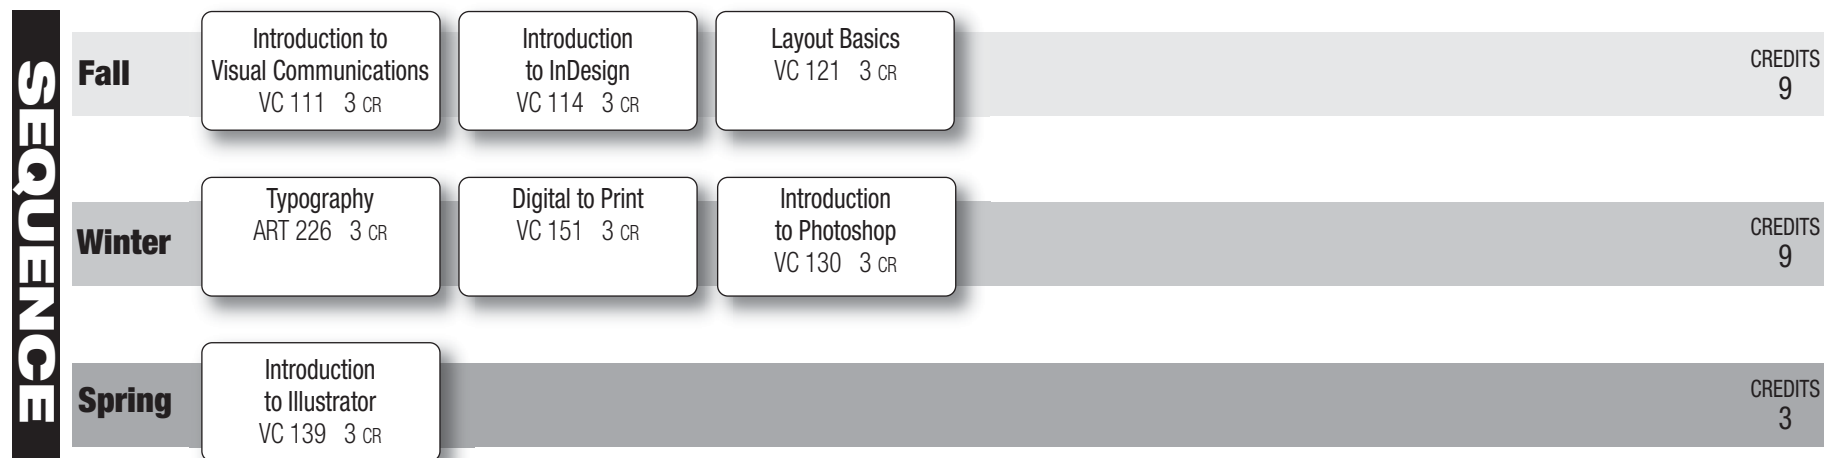 SEQUENCE
Fall
Introduction to
Visual Communications
VC 111 3 CR
Introduction
to InDesign
VC 114 3 CR
Layout Basics
VC 121 3 CR
CREDITS
9
Winter
Typography
ART 226 3 CR
Digital to Print
VC 151 3 CR
Introduction
to Photoshop
VC 130 3 CR
CREDITS
9
Spring
Introduction
to Illustrator
VC 139 3 CR
CREDITS
3